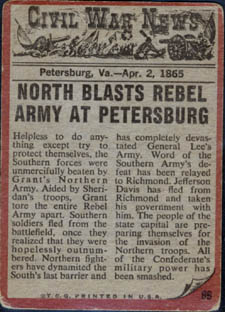 CIVIL WAR NEWS
Petersburg, Va.—Apr. 2, 1865
NORTH BLASTS REBEL
ARMY AT PETERSBURG
Helpless to do any-
thing except try to
protect themselves, the
Southern forces were
unmercifully beaten by
Grant's Northern
Army. Aided by Sheri-
dan's troops, Grant
tore the entire Rebel
Army apart. Southern
soldiers fled from the
battlefield, once they
realized that they were
hopelessly outnum-
bered. Northern fight-
ers have dynamited the
South's last barrier and
has completely devas-
tated General Lee's
Army. Word of the
Southern Army's de-
feat has been relayed
to Richmond. Jefferson
Davis has fled from
Richmond and taken
his government with
him. The people of the
state capital are pre-
paring themselves for
the invasion of the
Northern troops. All
of the Confederate's
military power has
been smashed.
©T.C.G. PRINTED IN U.S.A.